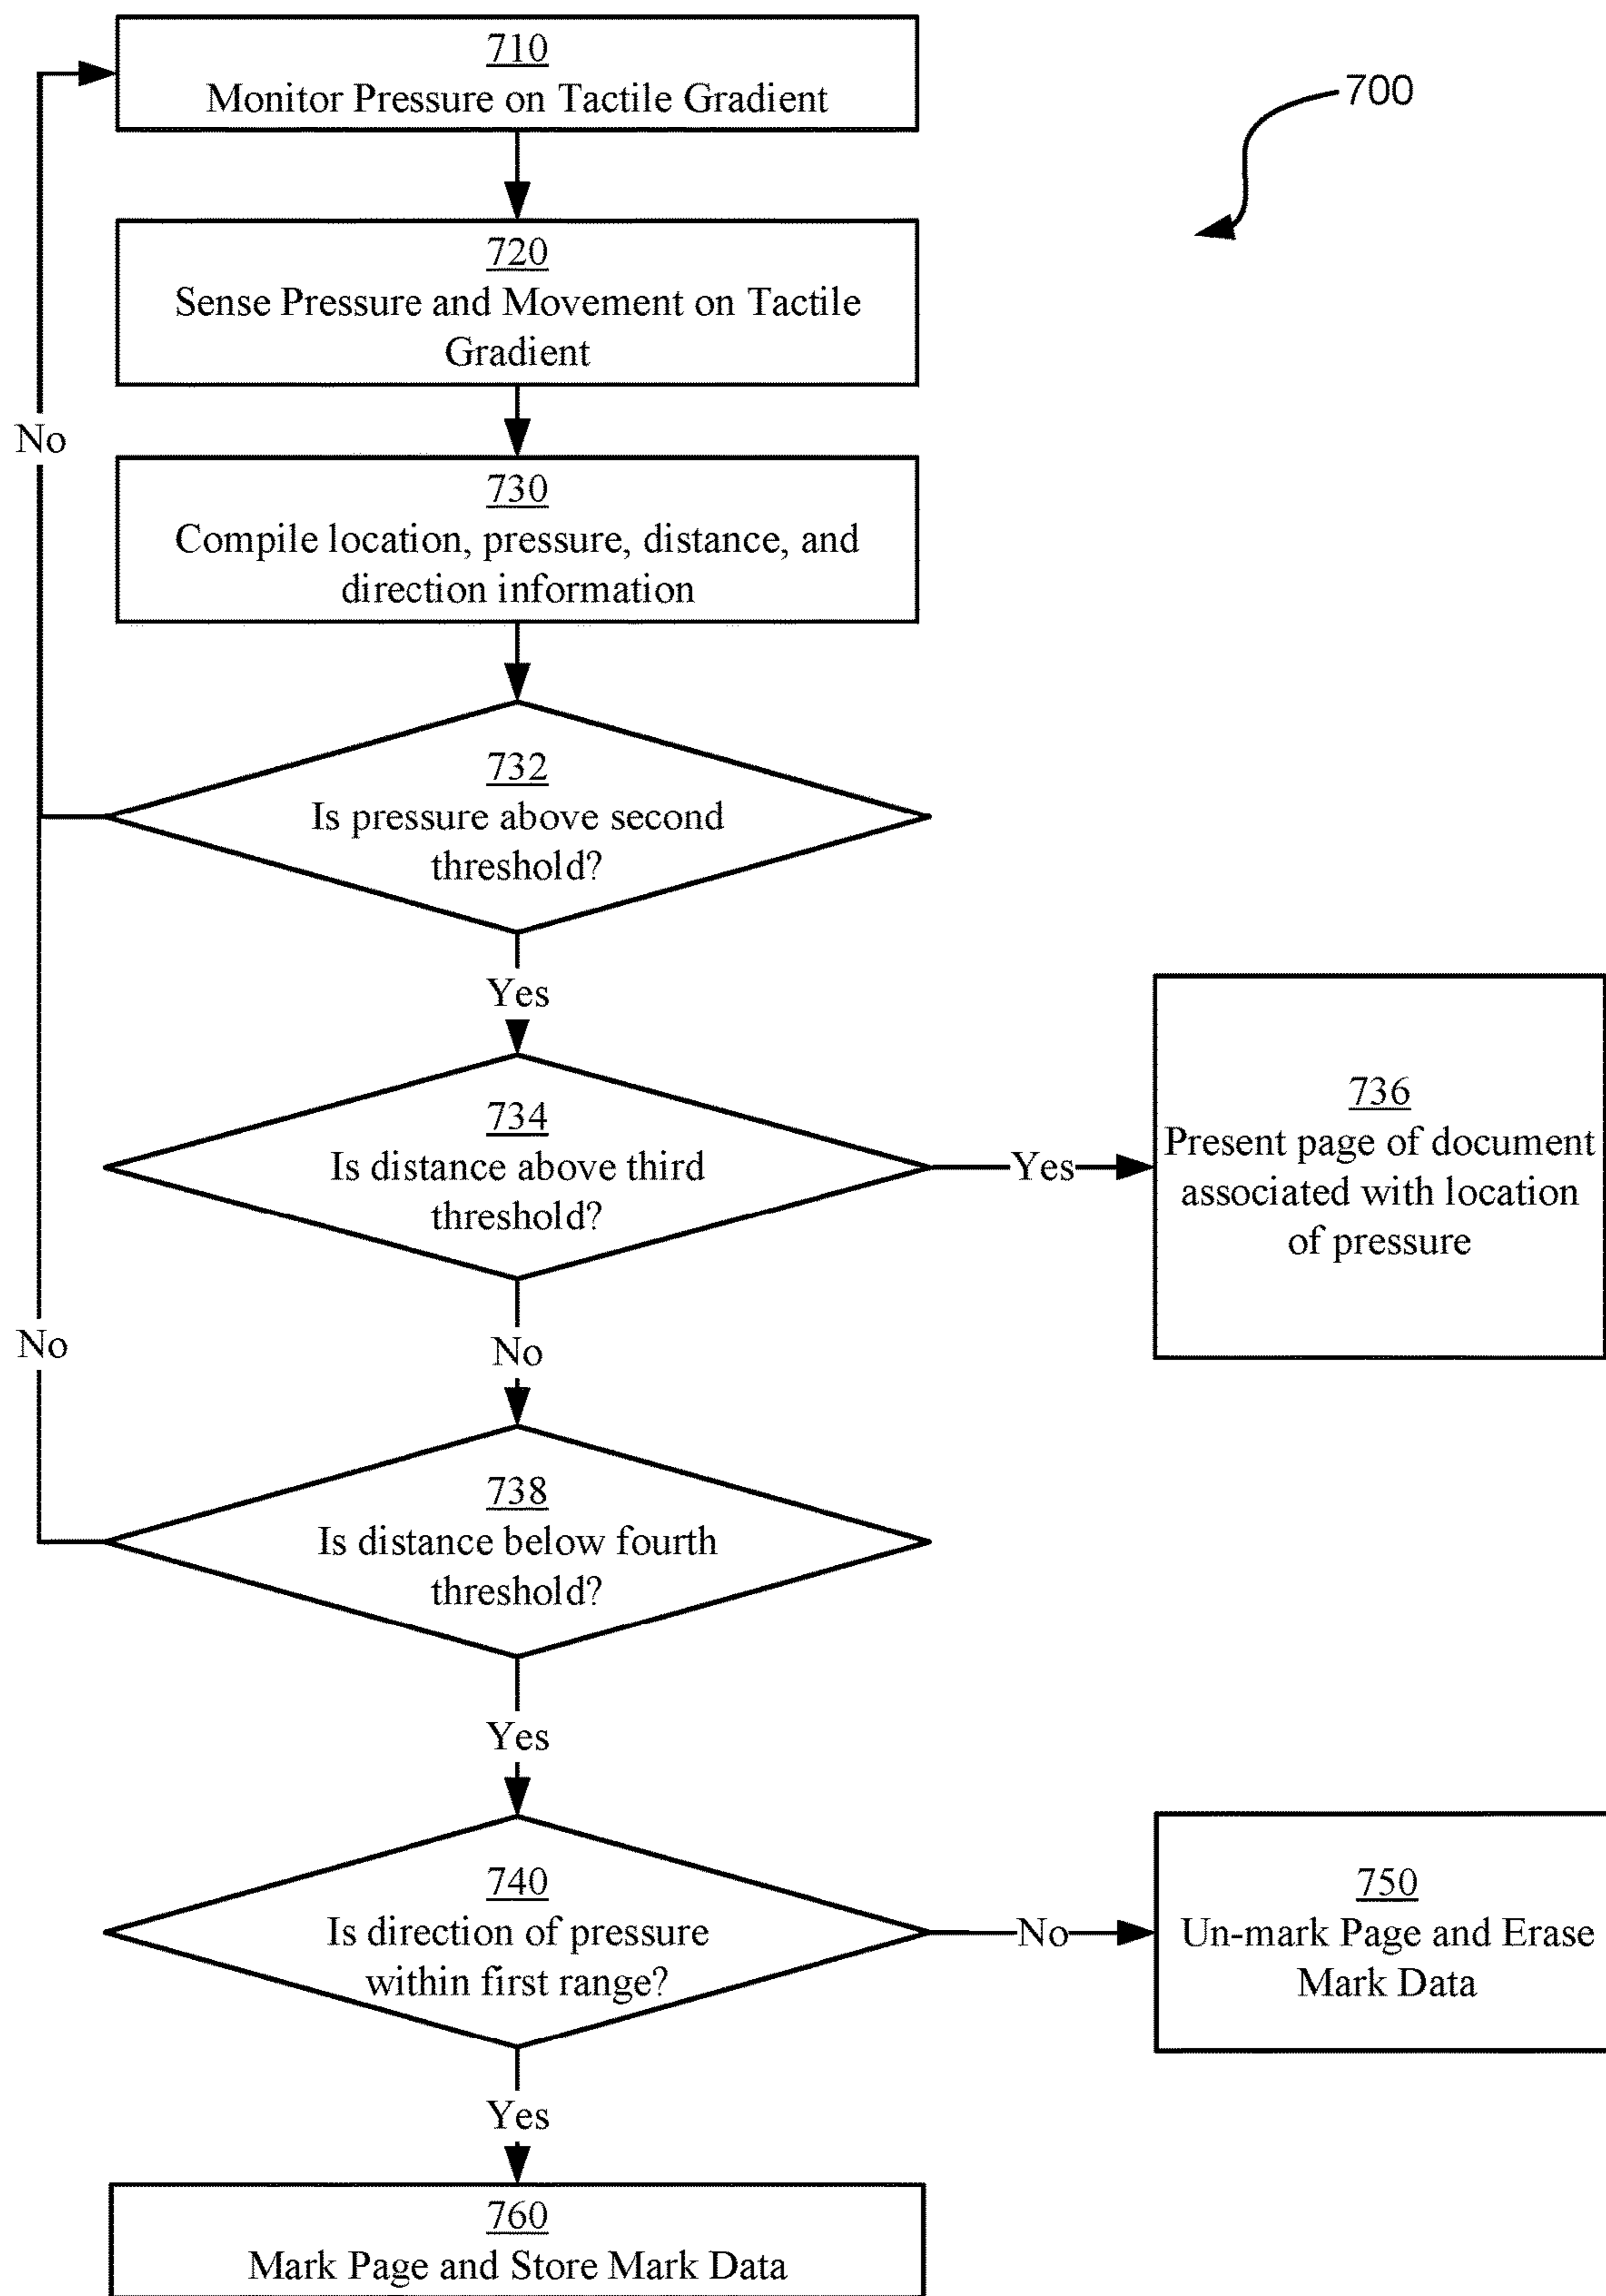 710
Monitor Pressure on Tactile Gradient
700
720
Sense Pressure and Movement on Tactile
Gradient
No
730
Compile location, pressure, distance, and
direction information
732
Is pressure above second
threshold?
Yes
734
Is distance above third
threshold?
Yes
736
Present page of document
associated with location
of pressure
No
No
738
Is distance below fourth
threshold?
Yes
740
Is direction of pressure
within first range?
No
750
Un-mark Page and Erase
Mark Data
Yes
760
Mark Page and Store Mark Data